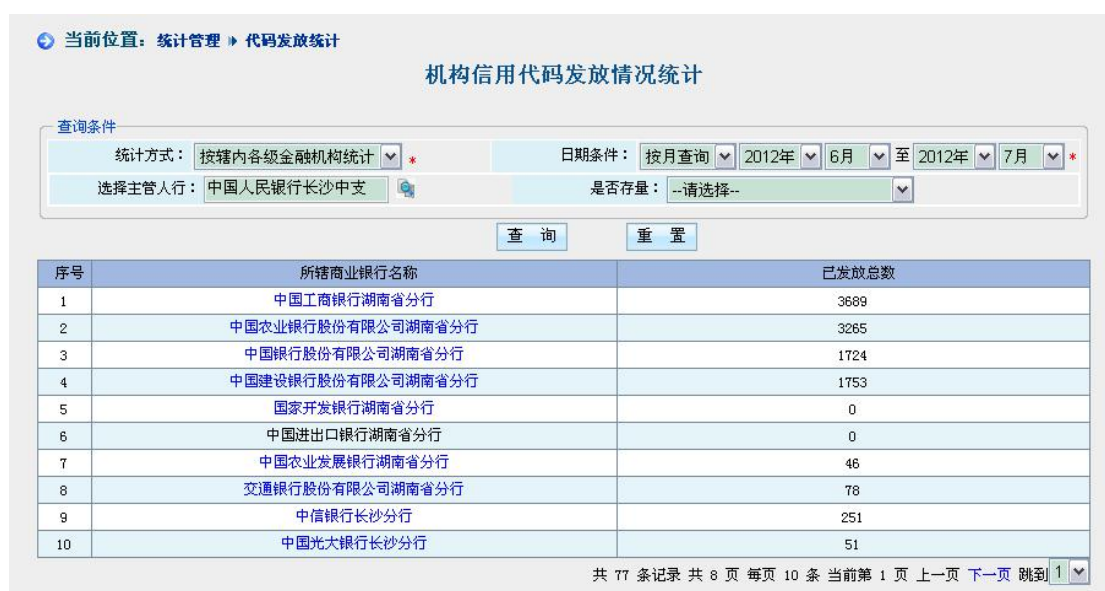 当前位置：统计管理 代码发放统计
机构信用代码发放情况统计
查询条件
统计方式： 按辖内各级金融机构统计 * 日期条件： 按月查询 2012年 6月 至 2012年 7月 *
选择主管人行： 中国人民银行长沙中支 是否存量： --请选择--
查 询 重 置
序号 所辖商业银行名称 已发放总数
1 中国工商银行湖南省分行 3689
2 中国农业银行股份有限公司湖南省分行 3265
3 中国银行股份有限公司湖南省分行 1724
4 中国建设银行股份有限公司湖南省分行 1753
5 国家开发银行湖南省分行 0
6 中国进出口银行湖南省分行 0
7 中国农业发展银行湖南省分行 46
8 交通银行股份有限公司湖南省分行 78
9 中信银行长沙分行 251
10 中国光大银行长沙分行 51
共 77 条记录 共 8 页 每页 10 条 当前第 1 页 上一页 下一页 跳到 1